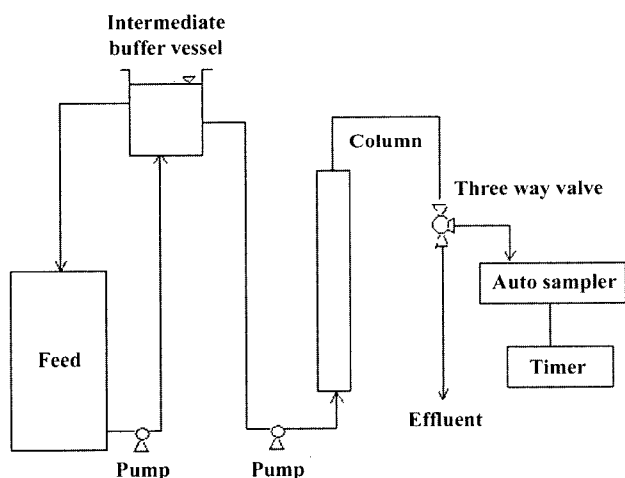 Intermediate
buffer vessel
Column
Three way valve
Auto sampler
Feed
Timer
Effluent
Pump
Pump